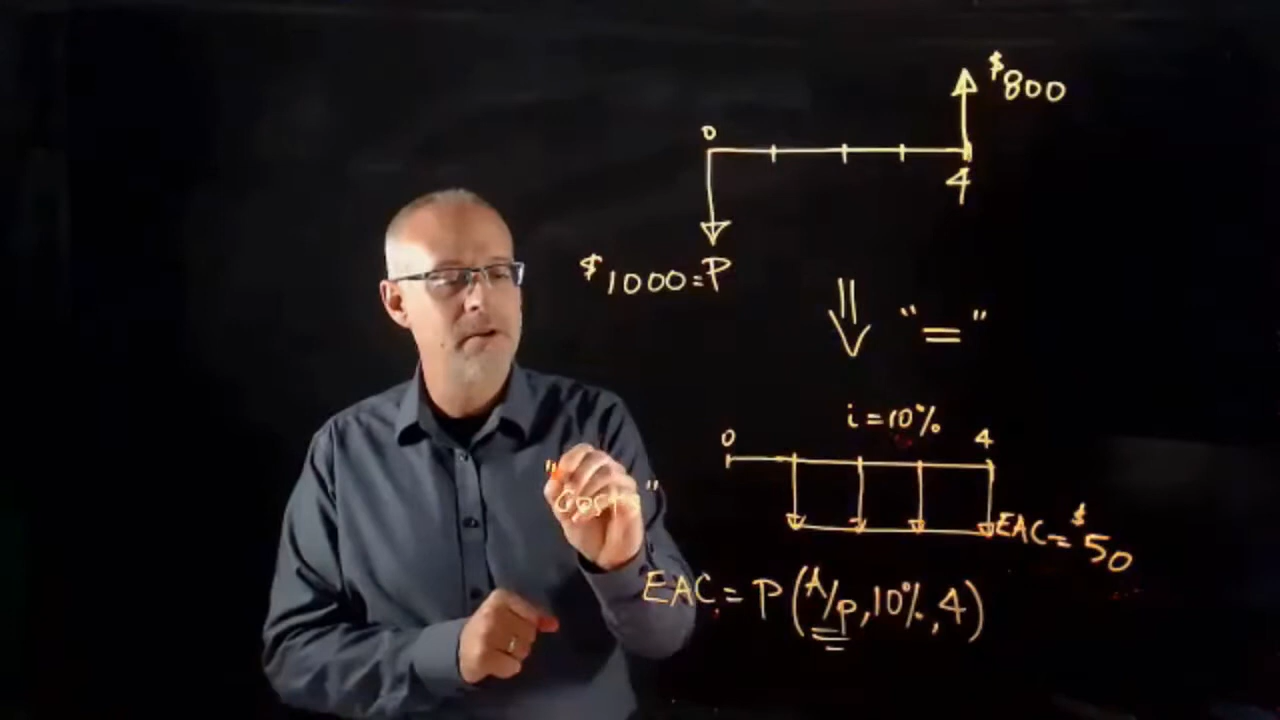 $800
0
4
$1000=P
"="
i=10%
0 4
"costs"
EAC=$50
EAC=P(A/P,10%,4)